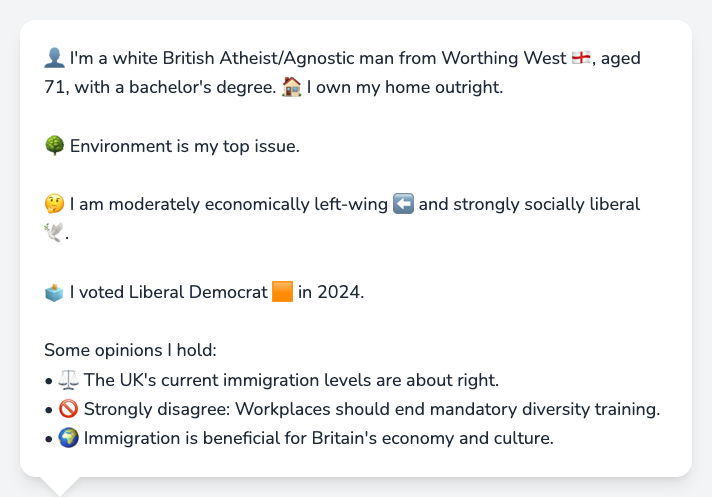 👤 I'm a white British Atheist/Agnostic man from Worthing West 🏴󠁧󠁢󠁥󠁮󠁧󠁿, aged
71, with a bachelor's degree. 🏠 I own my home outright.
🌳 Environment is my top issue.
🤔 I am moderately economically left-wing ⬅️ and strongly socially liberal
🕊️.
🗳️ I voted Liberal Democrat 🟧 in 2024.
Some opinions I hold:
• ⚖️ The UK's current immigration levels are about right.
• 🚫 Strongly disagree: Workplaces should end mandatory diversity training.
• 🌍 Immigration is beneficial for Britain's economy and culture.